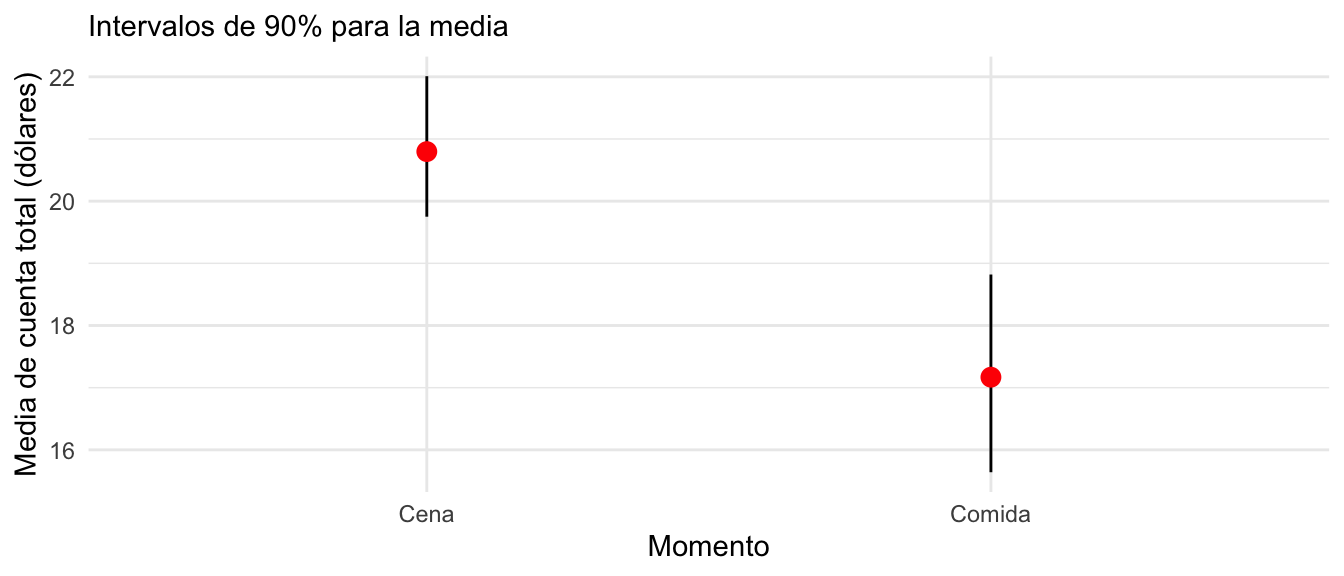 Intervalos de 90% para la media
Media de cuenta total (dólares)
22
20
18
16
Cena
Comida
Momento